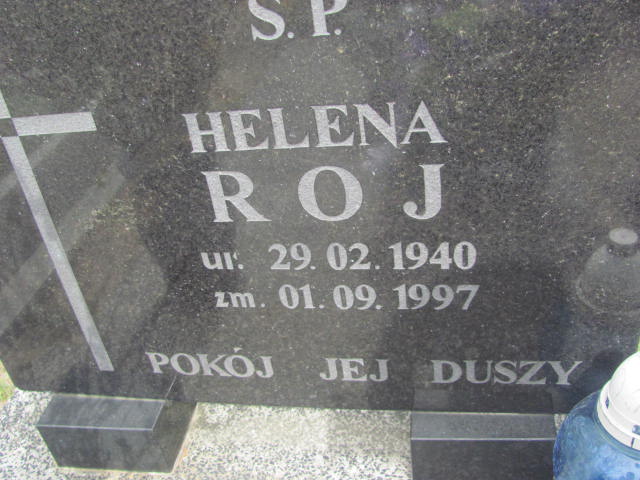 Ś.P.
HELENA
ROJ
ur. 29.02.1940
zm. 01.09.1997
POKÓJ JEJ DUSZY